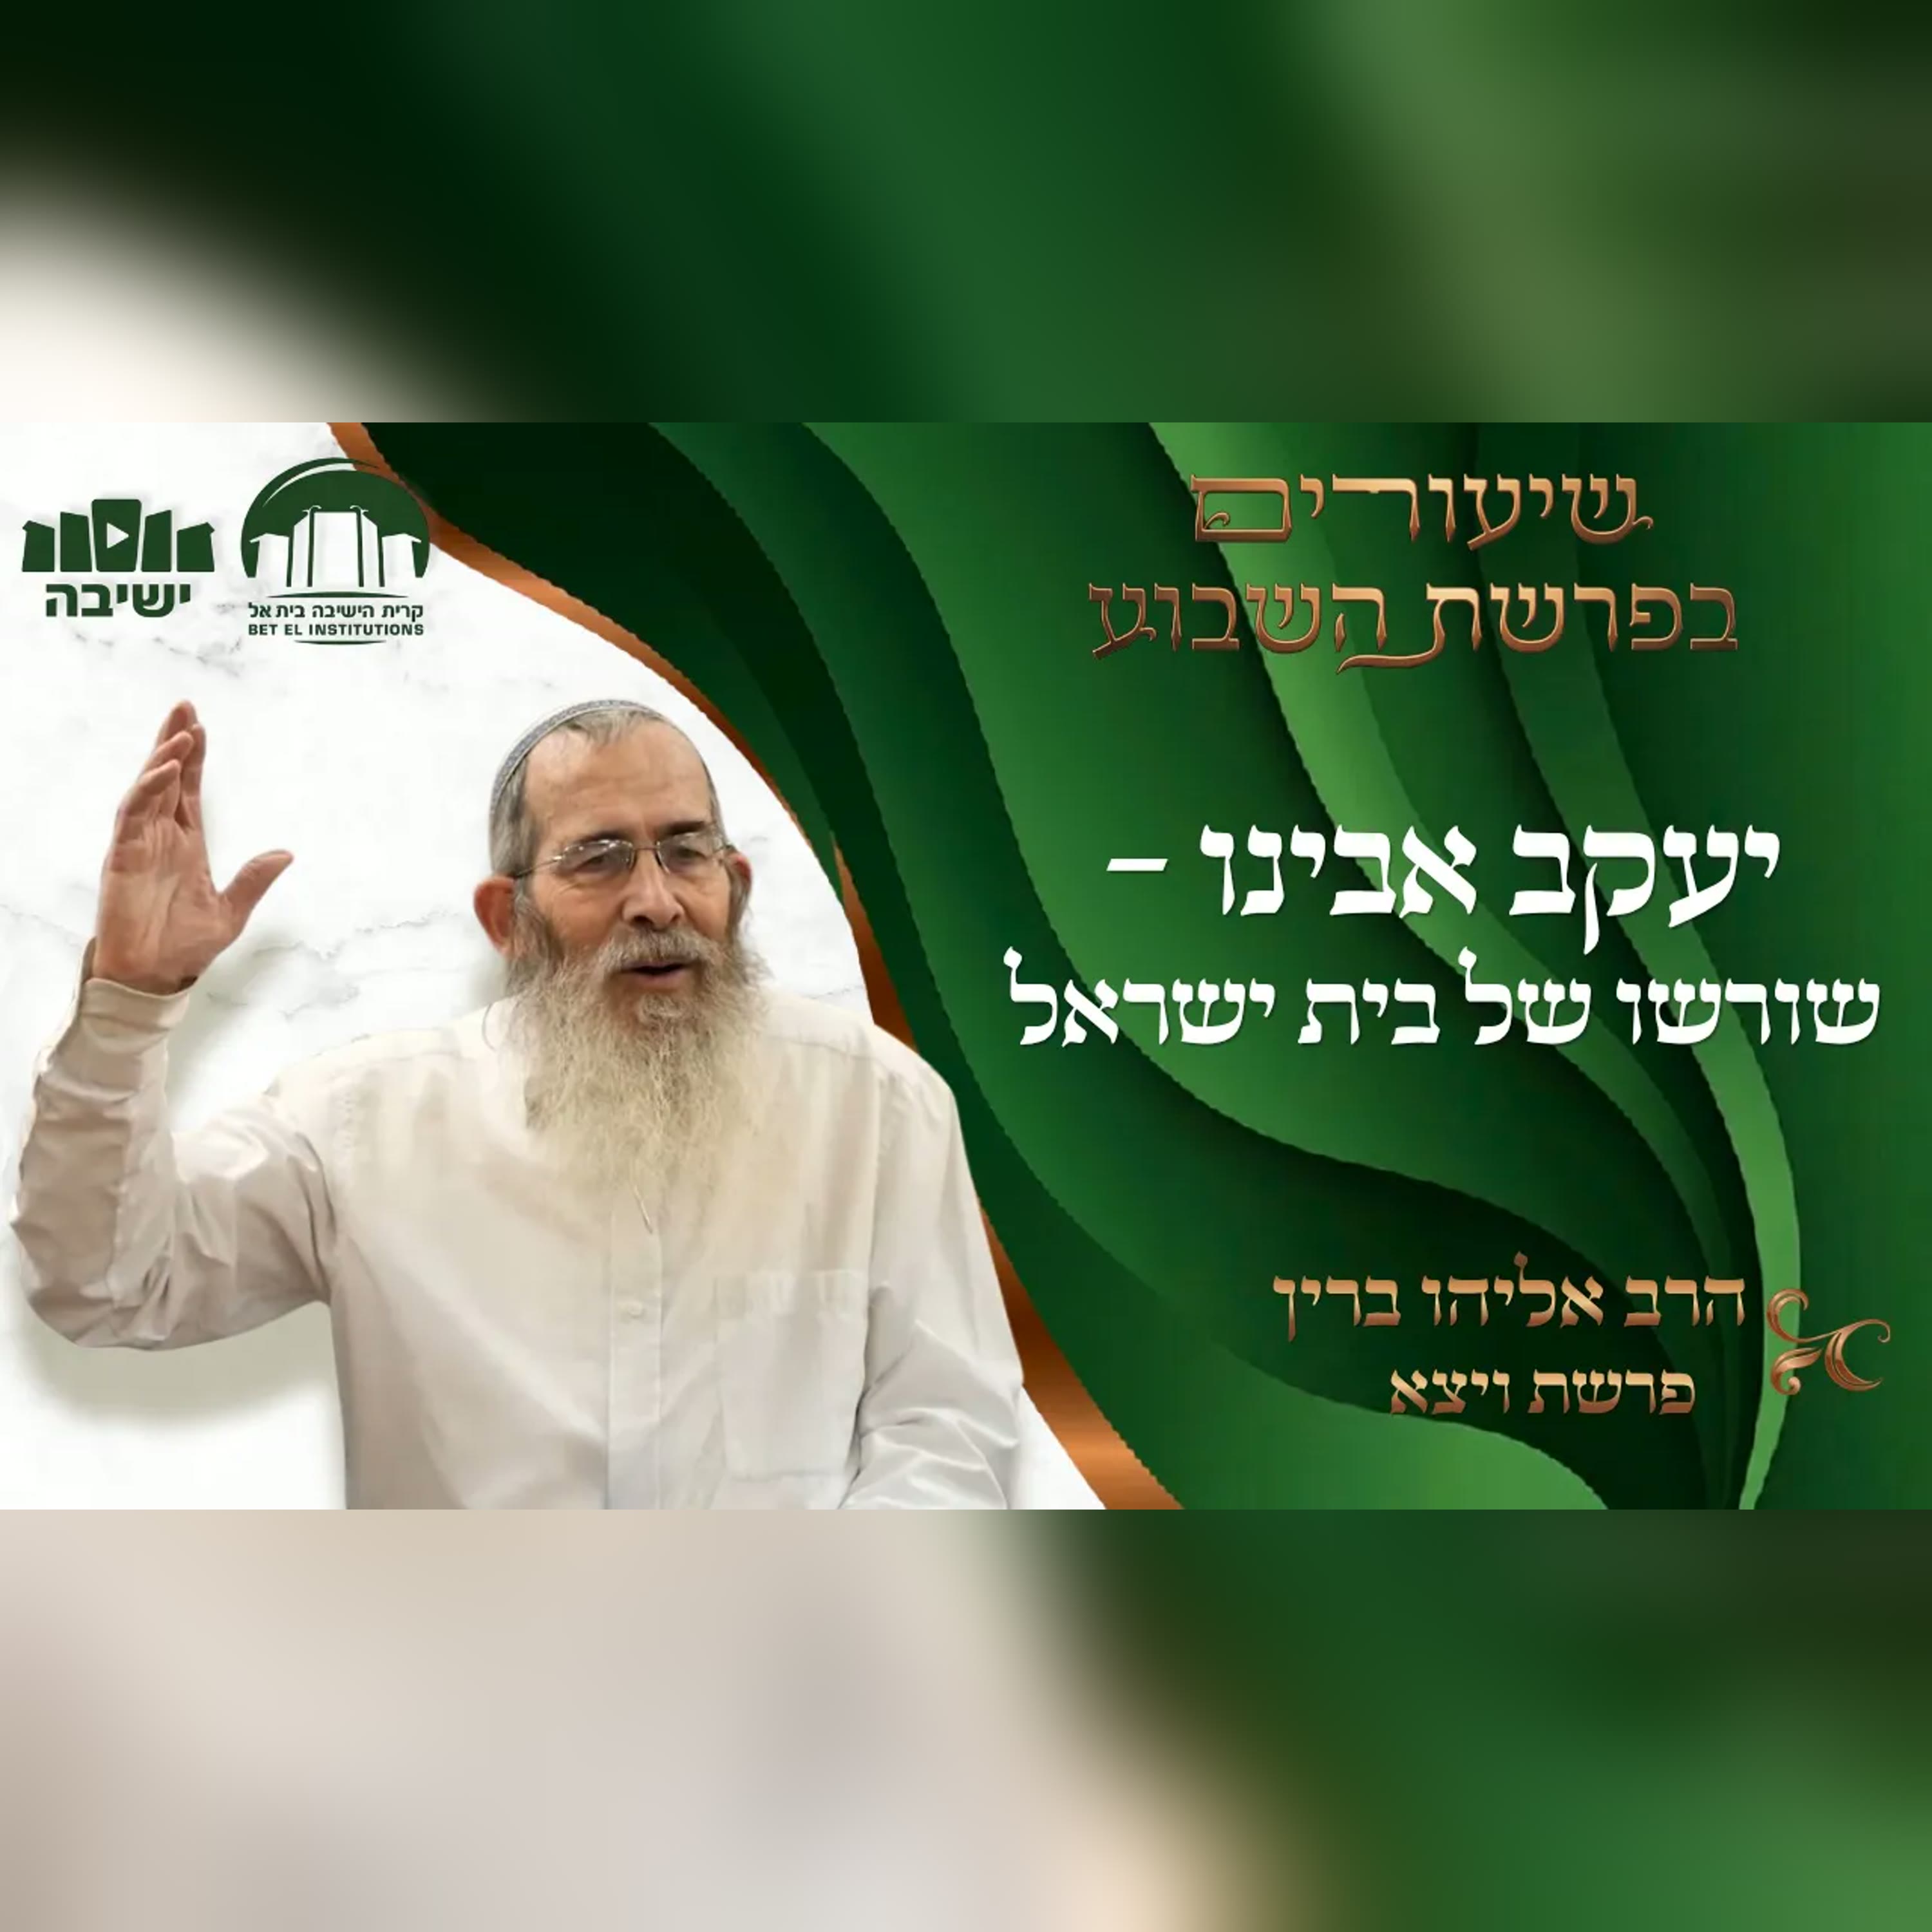 שיעורים
בפרשת השבוע
יעקב אבינו –
שורשו של בית ישראל
הרב אליהו ברין
פרשת ויצא
קרית הישיבה בית אל
BET EL INSTITUTIONS
ישיבה